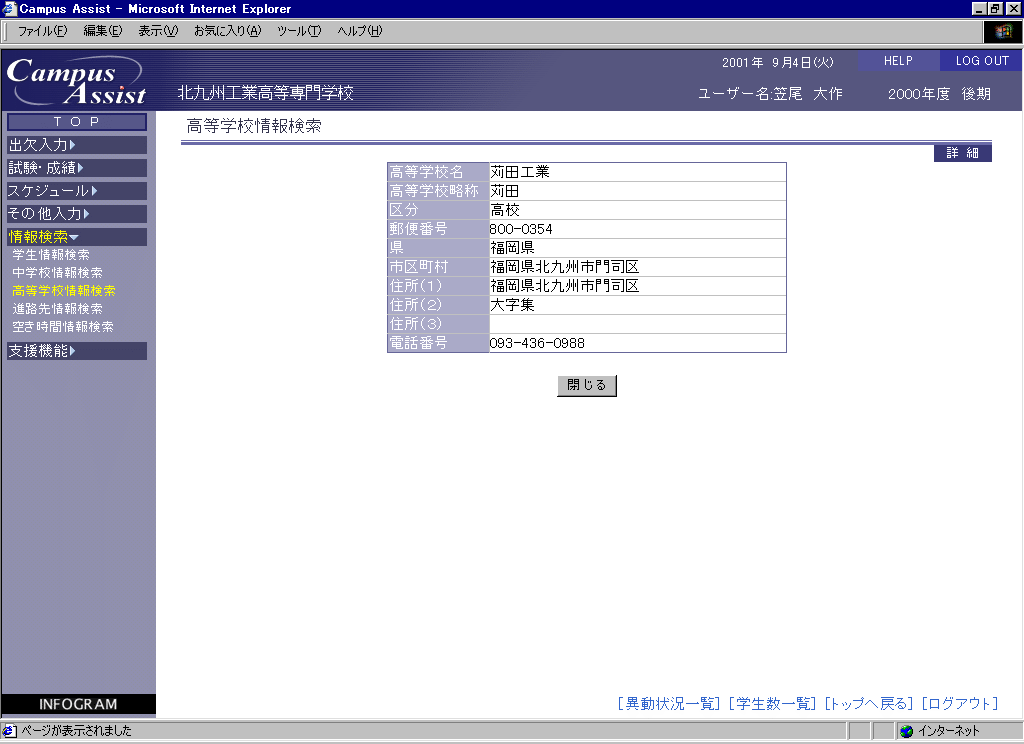 Campus Assist - Microsoft Internet Explorer
ファイル(F) 編集(E) 表示(V) お気に入り(A) ツール(T) ヘルプ(H)
Campus Assist
2001年 9月4日(火) HELP LOG OUT
北九州工業高等専門学校 ユーザー名:笠尾 大作 2000年度 後期
TOP
高等学校情報検索
詳 細
出欠入力
試験・成績
スケジュール
その他入力
情報検索
学生情報検索
中学校情報検索
高等学校情報検索
進路先情報検索
空き時間情報検索
支援機能
高等学校名 苅田工業
高等学校略称 苅田
区分 高校
郵便番号 800-0354
県 福岡県
市区町村 福岡県北九州市門司区
住所(1) 福岡県北九州市門司区
住所(2) 大字集
住所(3)
電話番号 093-436-0988
閉じる
[異動状況一覧] [学生数一覧] [トップへ戻る] [ログアウト]
INFOGRAM
ページが表示されました インターネット